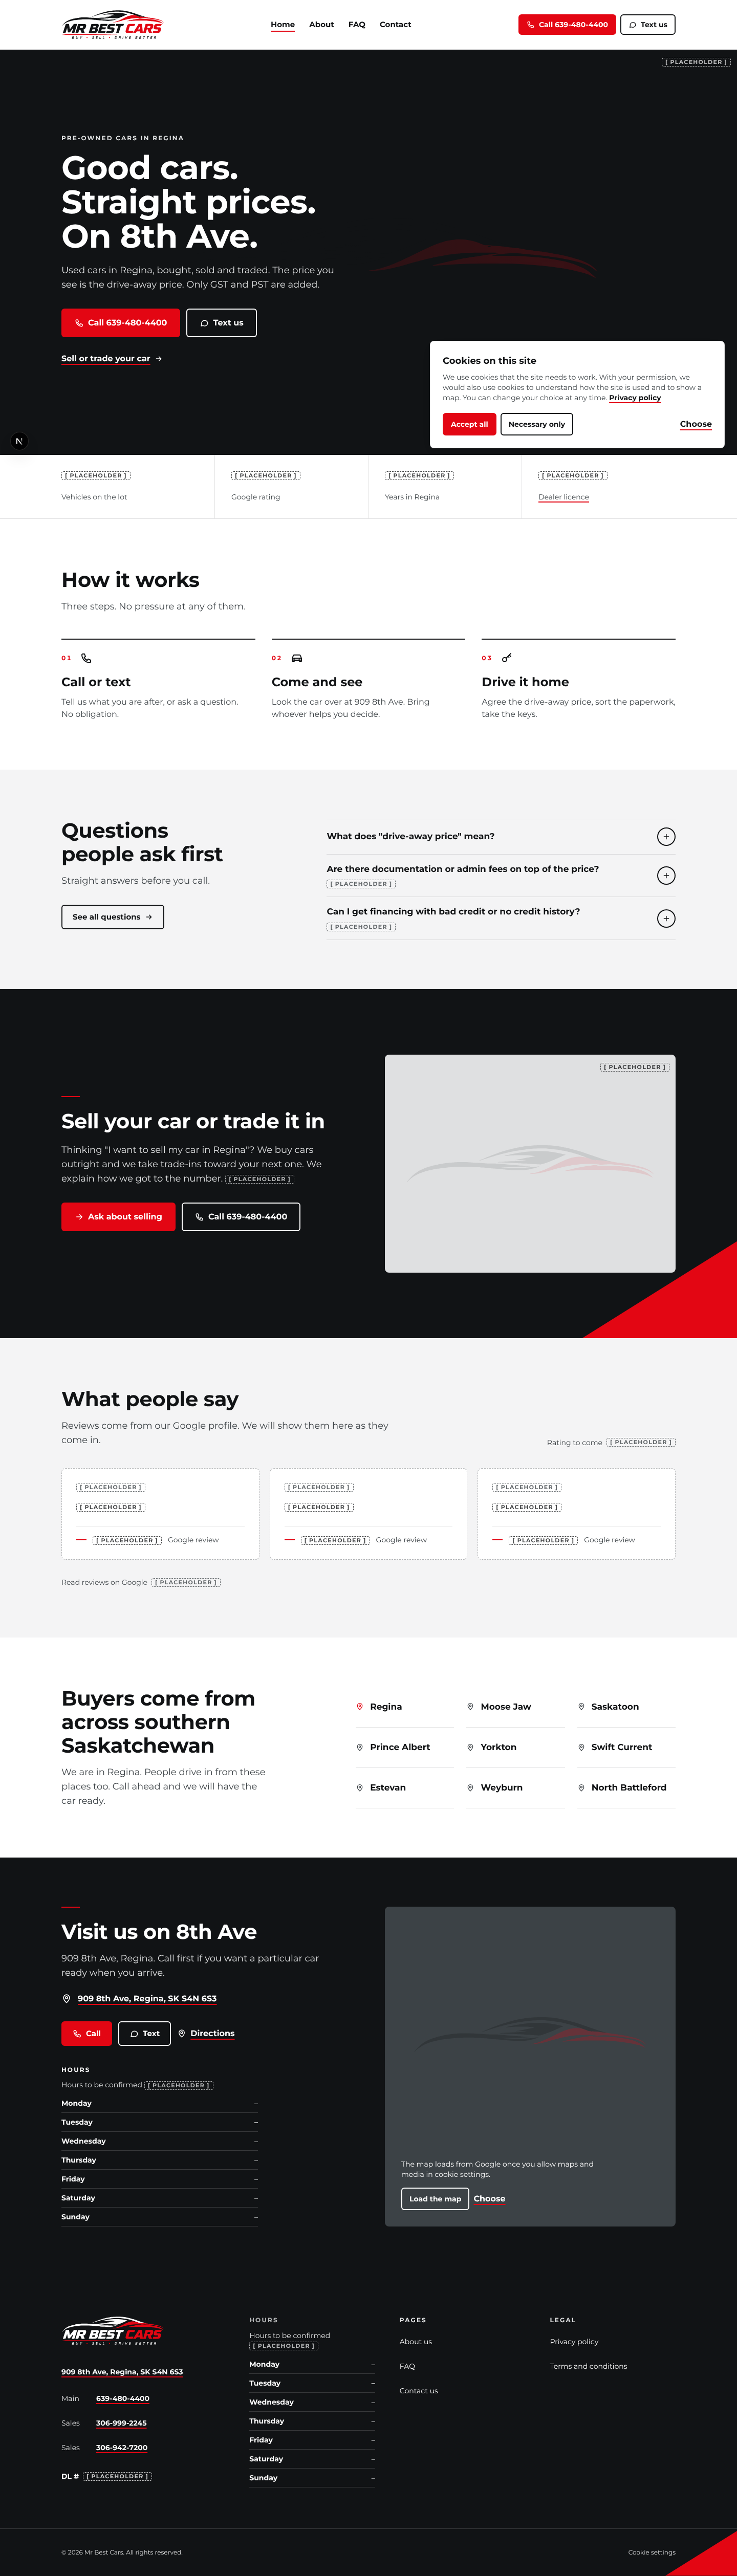 MR BEST CARS
BUY · SELL · DRIVE BETTER
Home
About
FAQ
Contact
Call 639-480-4400
Text us
[ PLACEHOLDER ]
PRE-OWNED CARS IN REGINA
Good cars.
Straight prices.
On 8th Ave.
Used cars in Regina, bought, sold and traded. The price you
see is the drive-away price. Only GST and PST are added.
Call 639-480-4400
Text us
Sell or trade your car
Cookies on this site
We use cookies that the site needs to work. With your permission, we
would also use cookies to understand how the site is used and to show a
map. You can change your choice at any time. Privacy policy
Accept all
Necessary only
Choose
N
[ PLACEHOLDER ]
Vehicles on the lot
[ PLACEHOLDER ]
Google rating
[ PLACEHOLDER ]
Years in Regina
[ PLACEHOLDER ]
Dealer licence
How it works
Three steps. No pressure at any of them.
01
Call or text
Tell us what you are after, or ask a question.
No obligation.
02
Come and see
Look the car over at 909 8th Ave. Bring
whoever helps you decide.
03
Drive it home
Agree the drive-away price, sort the paperwork,
take the keys.
Questions
people ask first
Straight answers before you call.
See all questions
What does "drive-away price" mean?
Are there documentation or admin fees on top of the price?
[ PLACEHOLDER ]
Can I get financing with bad credit or no credit history?
[ PLACEHOLDER ]
Sell your car or trade it in
Thinking "I want to sell my car in Regina"? We buy cars
outright and we take trade-ins toward your next one. We
explain how we got to the number. [ PLACEHOLDER ]
Ask about selling
Call 639-480-4400
[ PLACEHOLDER ]
What people say
Reviews come from our Google profile. We will show them here as they
come in.
Rating to come [ PLACEHOLDER ]
[ PLACEHOLDER ]
[ PLACEHOLDER ]
[ PLACEHOLDER ] Google review
[ PLACEHOLDER ]
[ PLACEHOLDER ]
[ PLACEHOLDER ] Google review
[ PLACEHOLDER ]
[ PLACEHOLDER ]
[ PLACEHOLDER ] Google review
Read reviews on Google [ PLACEHOLDER ]
Buyers come from
across southern
Saskatchewan
We are in Regina. People drive in from these
places too. Call ahead and we will have the
car ready.
Regina
Moose Jaw
Saskatoon
Prince Albert
Yorkton
Swift Current
Estevan
Weyburn
North Battleford
Visit us on 8th Ave
909 8th Ave, Regina. Call first if you want a particular car
ready when you arrive.
909 8th Ave, Regina, SK S4N 6S3
Call
Text
Directions
HOURS
Hours to be confirmed [ PLACEHOLDER ]
Monday –
Tuesday –
Wednesday –
Thursday –
Friday –
Saturday –
Sunday –
The map loads from Google once you allow maps and
media in cookie settings.
Load the map
Choose
MR BEST CARS
BUY · SELL · DRIVE BETTER
909 8th Ave, Regina, SK S4N 6S3
Main 639-480-4400
Sales 306-999-2245
Sales 306-942-7200
DL # [ PLACEHOLDER ]
HOURS
Hours to be confirmed
[ PLACEHOLDER ]
Monday –
Tuesday –
Wednesday –
Thursday –
Friday –
Saturday –
Sunday –
PAGES
About us
FAQ
Contact us
LEGAL
Privacy policy
Terms and conditions
© 2026 Mr Best Cars. All rights reserved.
Cookie settings